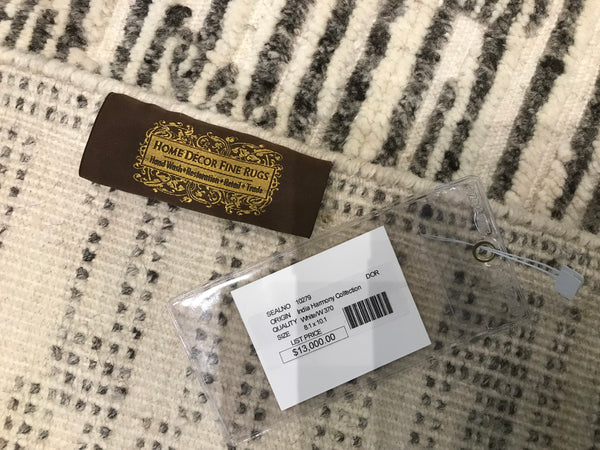 HOME DECOR FINE RUGS
Hand Wash • Restoration • Retail • Trade
SEALNO 10279
ORIGIN India Harmony Collection DOR
QUALITY White/W 370
SIZE 8.1 x 10.1
LIST PRICE
$13,000.00